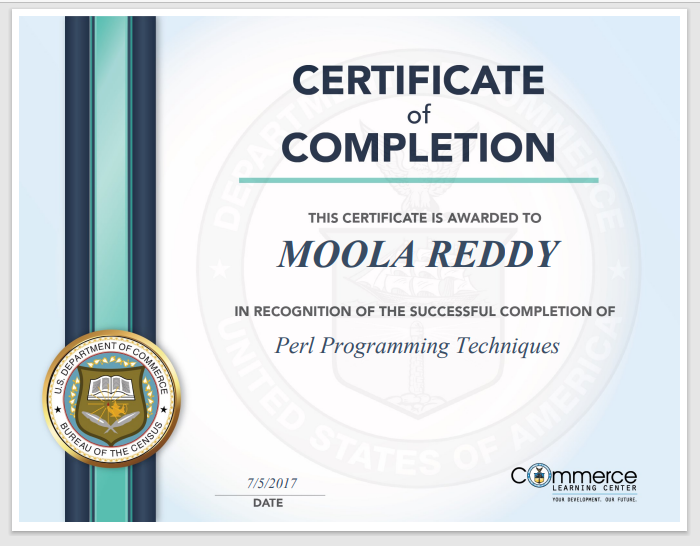 CERTIFICATE
of
COMPLETION
THIS CERTIFICATE IS AWARDED TO
MOOLA REDDY
IN RECOGNITION OF THE SUCCESSFUL COMPLETION OF
Perl Programming Techniques
U.S. DEPARTMENT OF COMMERCE
BUREAU OF THE CENSUS
7/5/2017
DATE
Commerce
LEARNING CENTER
YOUR DEVELOPMENT. OUR FUTURE.
DEPARTMENT OF COMMERCE
UNITED STATES OF AMERICA